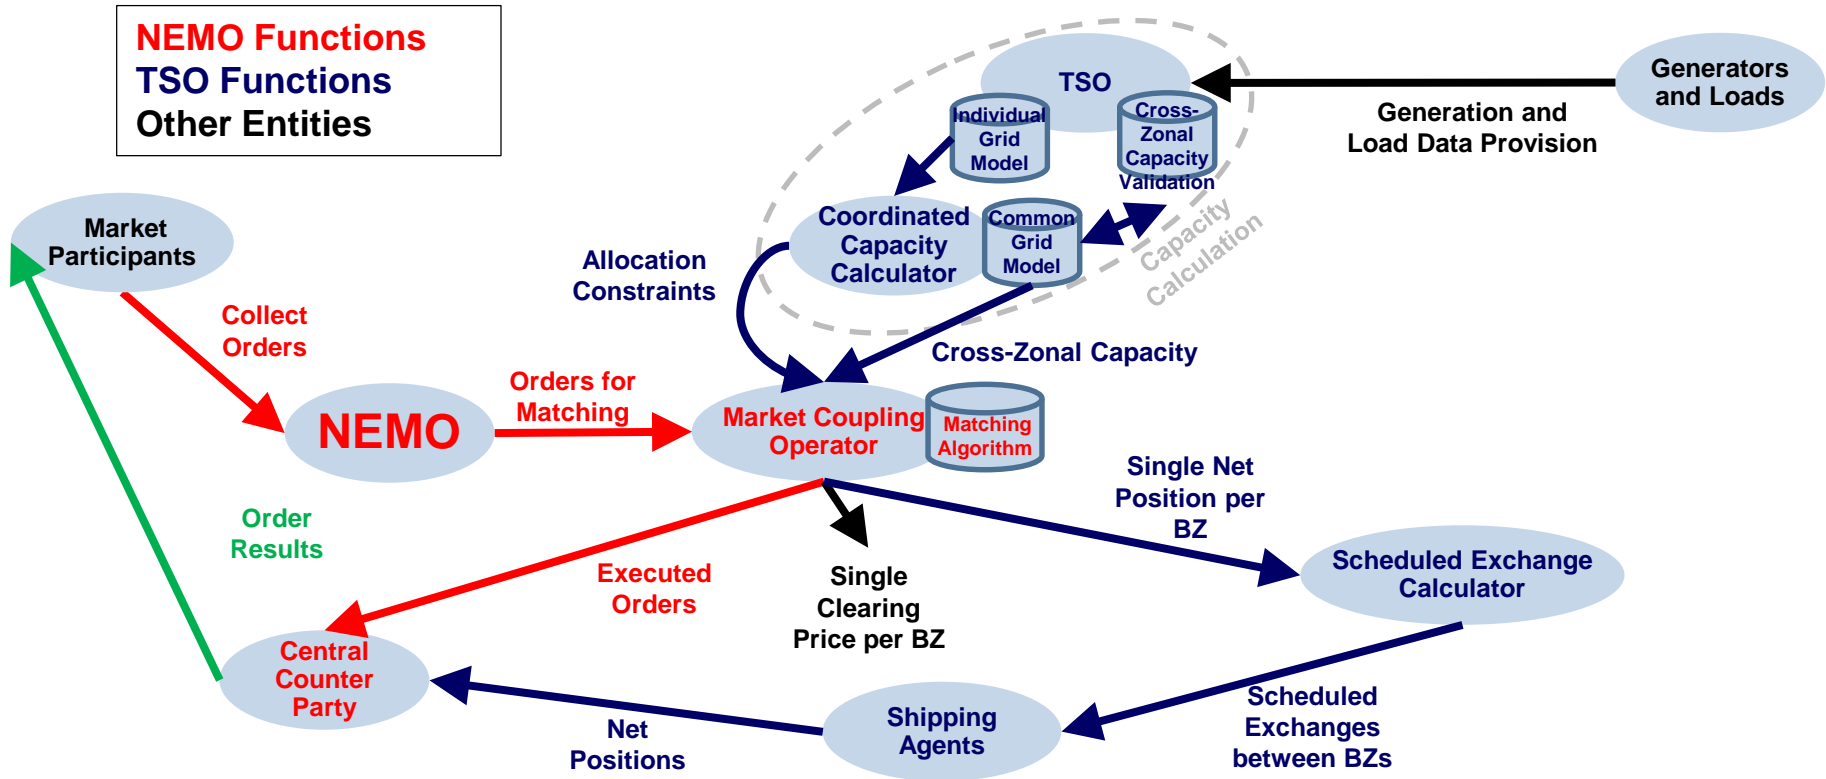 NEMO Functions
TSO Functions
Other Entities
TSO
Individual
Grid
Model
Cross-
Zonal
Capacity
Validation
Generators
and Loads
Generation and
Load Data Provision
Market
Participants
Coordinated
Capacity
Calculator
Common
Grid
Model
Capacity
Calculation
Allocation
Constraints
Collect
Orders
Cross-Zonal Capacity
NEMO
Orders for
Matching
Market Coupling
Operator
Matching
Algorithm
Single Net
Position per
BZ
Order
Results
Executed
Orders
Single
Clearing
Price per BZ
Scheduled Exchange
Calculator
Central
Counter
Party
Net
Positions
Shipping
Agents
Scheduled
Exchanges
between BZs